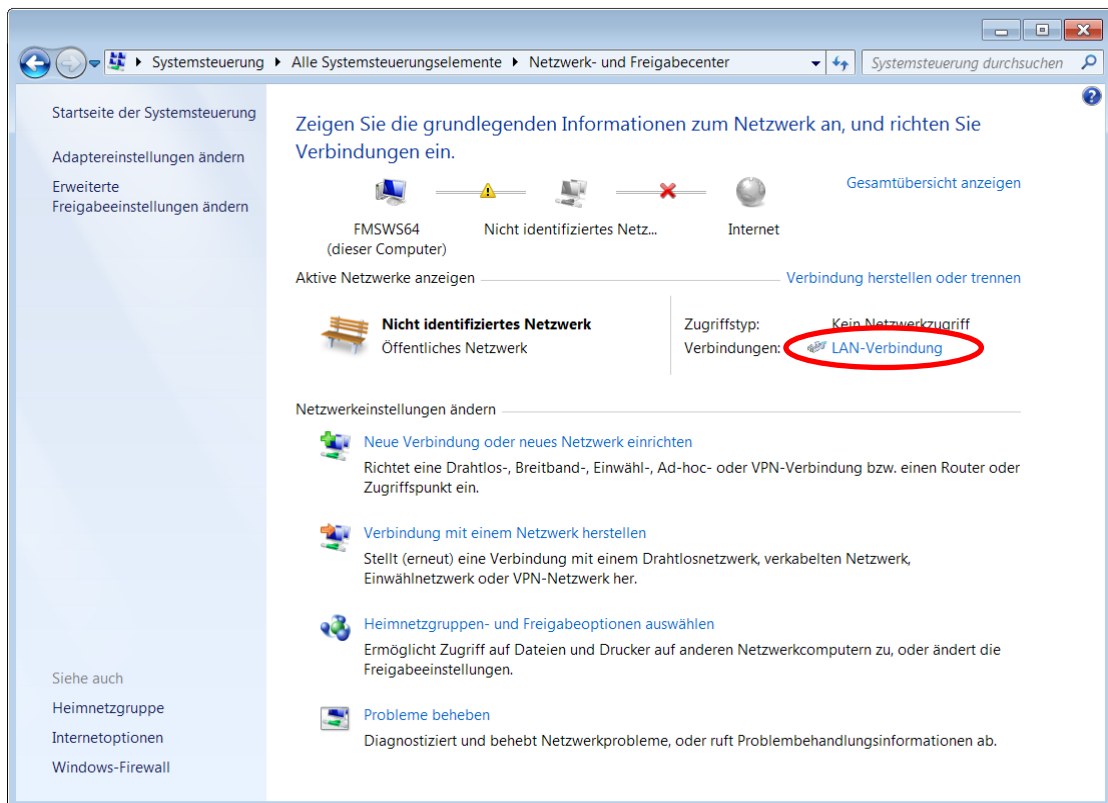 Systemsteuerung Alle Systemsteuerungselemente Netzwerk- und Freigabecenter Systemsteuerung durchsuchen
Startseite der Systemsteuerung
Adaptereinstellungen ändern
Erweiterte
Freigabeeinstellungen ändern
Zeigen Sie die grundlegenden Informationen zum Netzwerk an, und richten Sie
Verbindungen ein.
Gesamtübersicht anzeigen
FMSWS64 Nicht identifiziertes Netz... Internet
(dieser Computer)
Aktive Netzwerke anzeigen Verbindung herstellen oder trennen
Nicht identifiziertes Netzwerk Zugriffstyp: Kein Netzwerkzugriff
Öffentliches Netzwerk Verbindungen: LAN-Verbindung
Netzwerkeinstellungen ändern
Neue Verbindung oder neues Netzwerk einrichten
Richtet eine Drahtlos-, Breitband-, Einwähl-, Ad-hoc- oder VPN-Verbindung bzw. einen Router oder
Zugriffspunkt ein.
Verbindung mit einem Netzwerk herstellen
Stellt (erneut) eine Verbindung mit einem Drahtlosnetzwerk, verkabelten Netzwerk,
Einwählnetzwerk oder VPN-Netzwerk her.
Heimnetzgruppen- und Freigabeoptionen auswählen
Ermöglicht Zugriff auf Dateien und Drucker auf anderen Netzwerkcomputern zu, oder ändert die
Freigabeeinstellungen.
Probleme beheben
Diagnostiziert und behebt Netzwerkprobleme, oder ruft Problembehandlungsinformationen ab.
Siehe auch
Heimnetzgruppe
Internetoptionen
Windows-Firewall